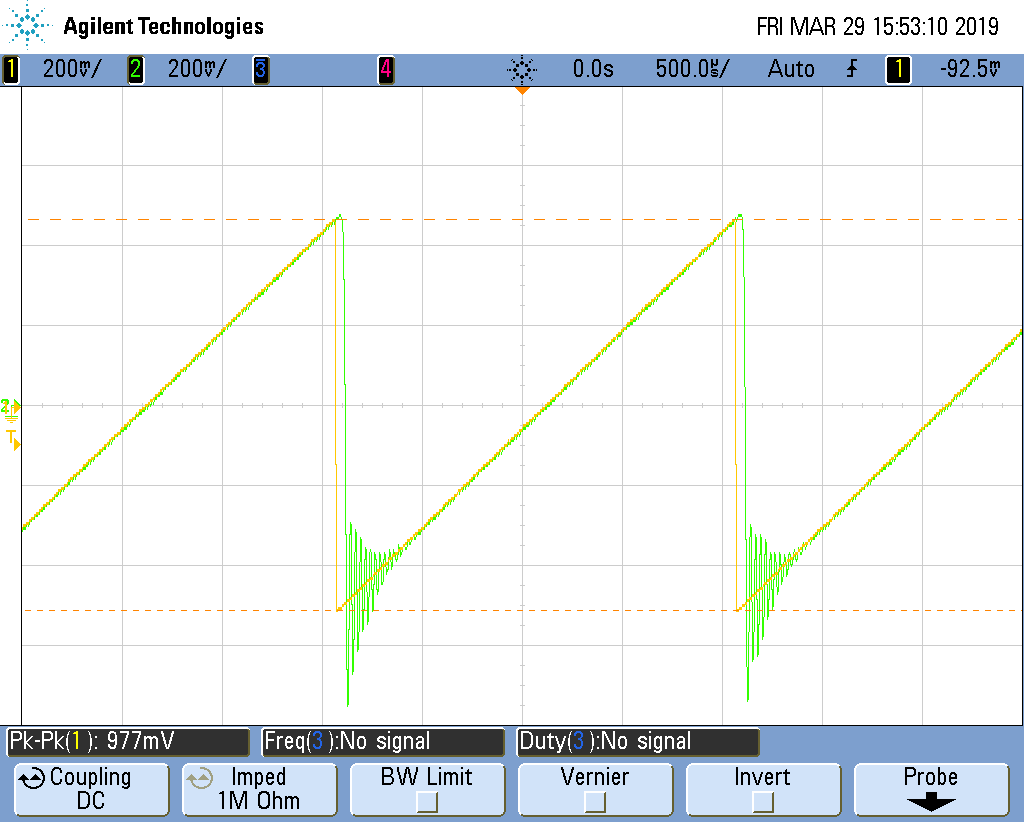 Agilent Technologies FRI MAR 29 15:53:10 2019
1 200mV/ 2 200mV/ 3 4 0.0s 500.0µs/ Auto 1 -92.5mV
2
T
Pk-Pk(1): 977mV Freq(3):No signal Duty(3):No signal
Coupling Imped BW Limit Vernier Invert Probe
DC 1M Ohm